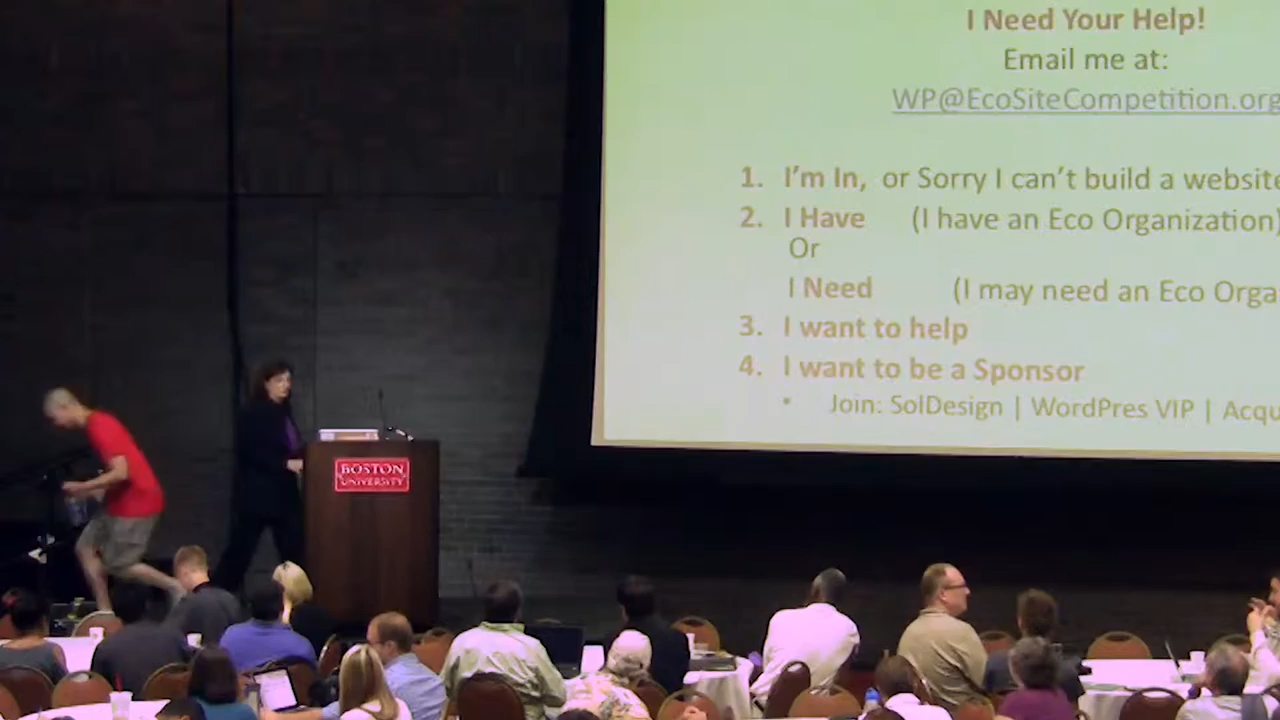 I Need Your Help!
Email me at:
WP@EcoSiteCompetition.org
1. I'm In, or Sorry I can't build a website
2. I Have (I have an Eco Organization)
Or
I Need (I may need an Eco Orga
3. I want to help
4. I want to be a Sponsor
• Join: SolDesign | WordPres VIP | Acqu
BOSTON
UNIVERSITY